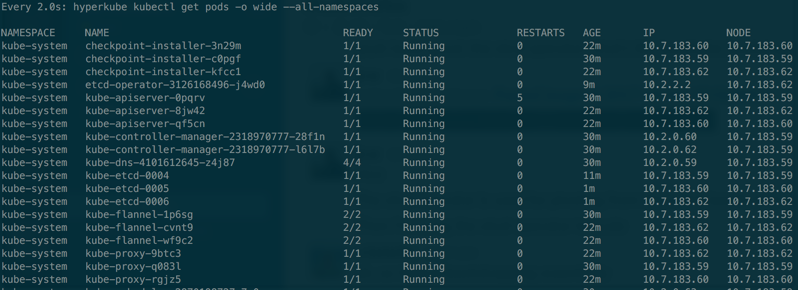 Every 2.0s: hyperkube kubectl get pods -o wide --all-namespaces
NAMESPACE NAME READY STATUS RESTARTS AGE IP NODE
kube-system checkpoint-installer-3n29m 1/1 Running 0 22m 10.7.183.60 10.7.183.60
kube-system checkpoint-installer-c0pgf 1/1 Running 0 30m 10.7.183.59 10.7.183.59
kube-system checkpoint-installer-kfcc1 1/1 Running 0 22m 10.7.183.62 10.7.183.62
kube-system etcd-operator-3126168496-j4wd0 1/1 Running 0 9m 10.2.2.2 10.7.183.62
kube-system kube-apiserver-0pqrv 1/1 Running 5 30m 10.7.183.59 10.7.183.59
kube-system kube-apiserver-8jw42 1/1 Running 0 22m 10.7.183.62 10.7.183.62
kube-system kube-apiserver-qf5cn 1/1 Running 0 22m 10.7.183.60 10.7.183.60
kube-system kube-controller-manager-2318970777-28f1n 1/1 Running 0 30m 10.2.0.60 10.7.183.59
kube-system kube-controller-manager-2318970777-l6l7b 1/1 Running 0 30m 10.2.0.62 10.7.183.59
kube-system kube-dns-4101612645-z4j87 4/4 Running 0 30m 10.2.0.59 10.7.183.59
kube-system kube-etcd-0004 1/1 Running 0 11m 10.7.183.59 10.7.183.59
kube-system kube-etcd-0005 1/1 Running 0 1m 10.7.183.60 10.7.183.60
kube-system kube-etcd-0006 1/1 Running 0 1m 10.7.183.62 10.7.183.62
kube-system kube-flannel-1p6sg 2/2 Running 0 30m 10.7.183.59 10.7.183.59
kube-system kube-flannel-cvnt9 2/2 Running 0 22m 10.7.183.62 10.7.183.62
kube-system kube-flannel-wf9c2 2/2 Running 0 22m 10.7.183.60 10.7.183.60
kube-system kube-proxy-9btc3 1/1 Running 0 22m 10.7.183.62 10.7.183.62
kube-system kube-proxy-q083l 1/1 Running 0 30m 10.7.183.59 10.7.183.59
kube-system kube-proxy-rgjz5 1/1 Running 0 22m 10.7.183.60 10.7.183.60